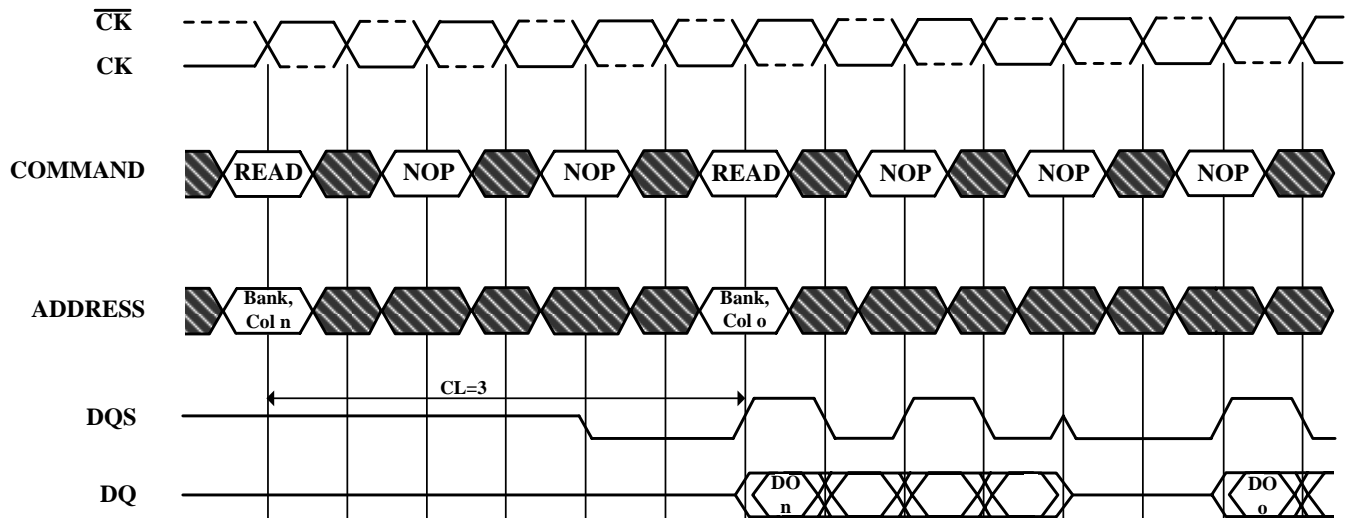 CK
CK
COMMAND READ NOP NOP READ NOP NOP NOP
ADDRESS Bank, Bank,
Col n Col o
CL=3
DQS
DQ DO DO
n o